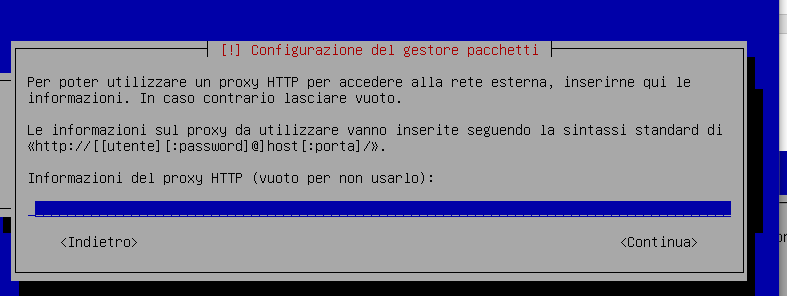 [!] Configurazione del gestore pacchetti
Per poter utilizzare un proxy HTTP per accedere alla rete esterna, inserirne qui le
informazioni. In caso contrario lasciare vuoto.
Le informazioni sul proxy da utilizzare vanno inserite seguendo la sintassi standard di
«http://[[utente][:password]@]host[:porta]/».
Informazioni del proxy HTTP (vuoto per non usarlo):
<Indietro> <Continua>